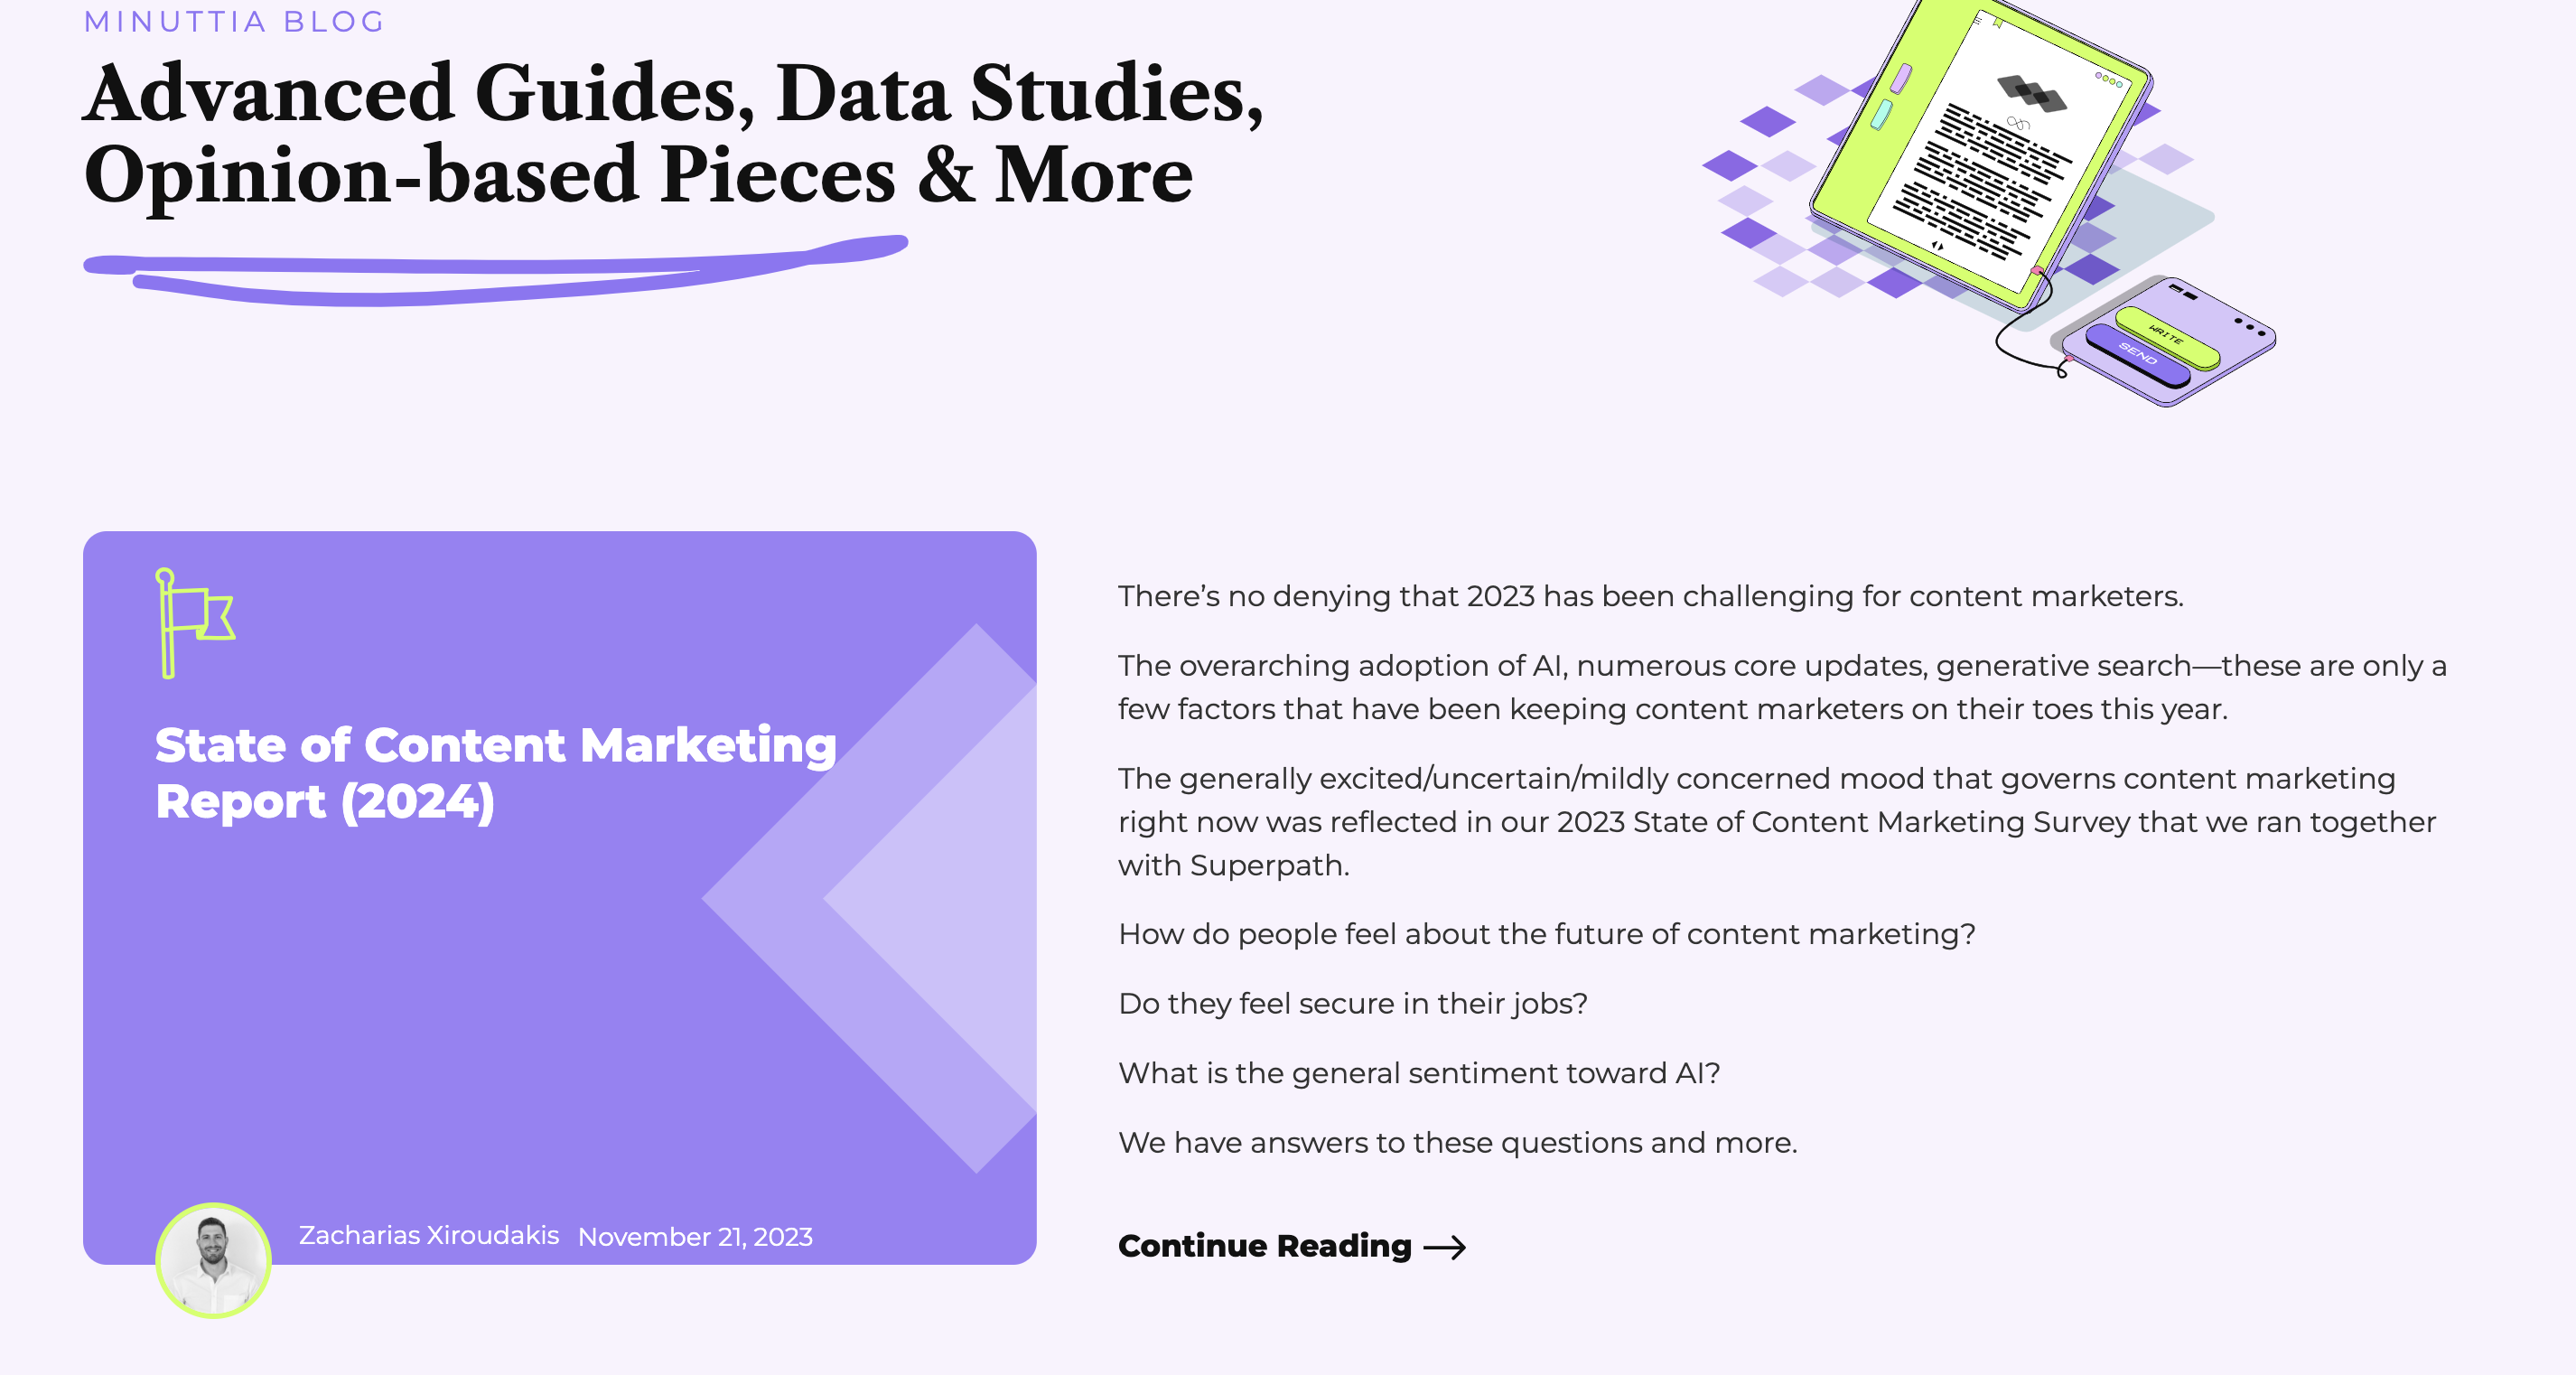 MINUTTIA BLOG
Advanced Guides, Data Studies,
Opinion-based Pieces & More
WRITE
SEND
State of Content Marketing
Report (2024)
Zacharias Xiroudakis November 21, 2023
There’s no denying that 2023 has been challenging for content marketers.
The overarching adoption of AI, numerous core updates, generative search—these are only a
few factors that have been keeping content marketers on their toes this year.
The generally excited/uncertain/mildly concerned mood that governs content marketing
right now was reflected in our 2023 State of Content Marketing Survey that we ran together
with Superpath.
How do people feel about the future of content marketing?
Do they feel secure in their jobs?
What is the general sentiment toward AI?
We have answers to these questions and more.
Continue Reading →